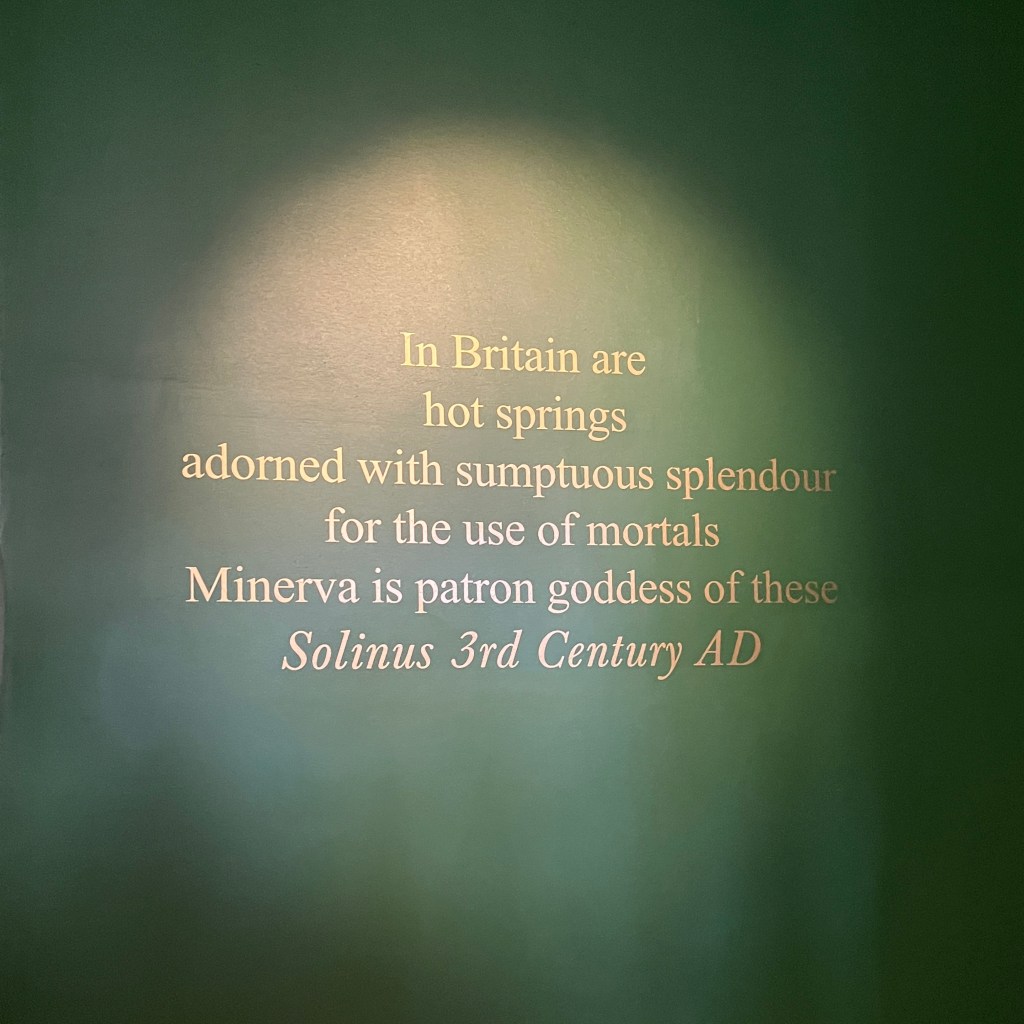 In Britain are
hot springs
adorned with sumptuous splendour
for the use of mortals
Minerva is patron goddess of these
Solinus 3rd Century AD